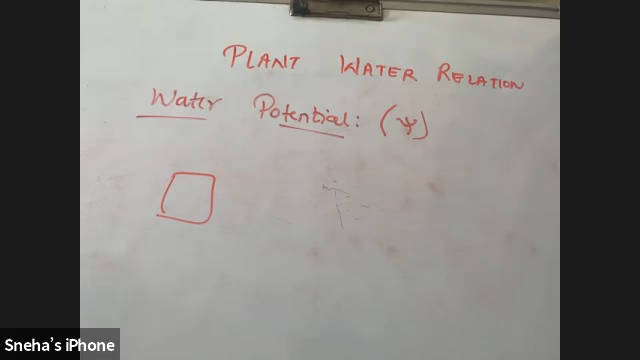 PLANT WATER RELATION
Water Potential: (ψ)
Sneha's iPhone